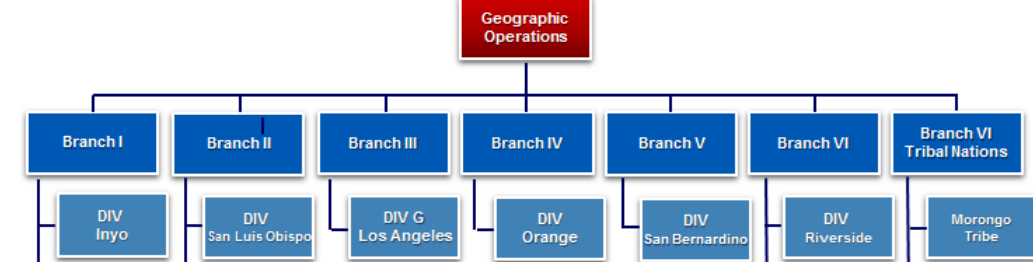 Geographic
Operations
Branch I
Branch II
Branch III
Branch IV
Branch V
Branch VI
Branch VI
Tribal Nations
DIV
Inyo
DIV
San Luis Obispo
DIV G
Los Angeles
DIV
Orange
DIV
San Bernardino
DIV
Riverside
Morongo
Tribe